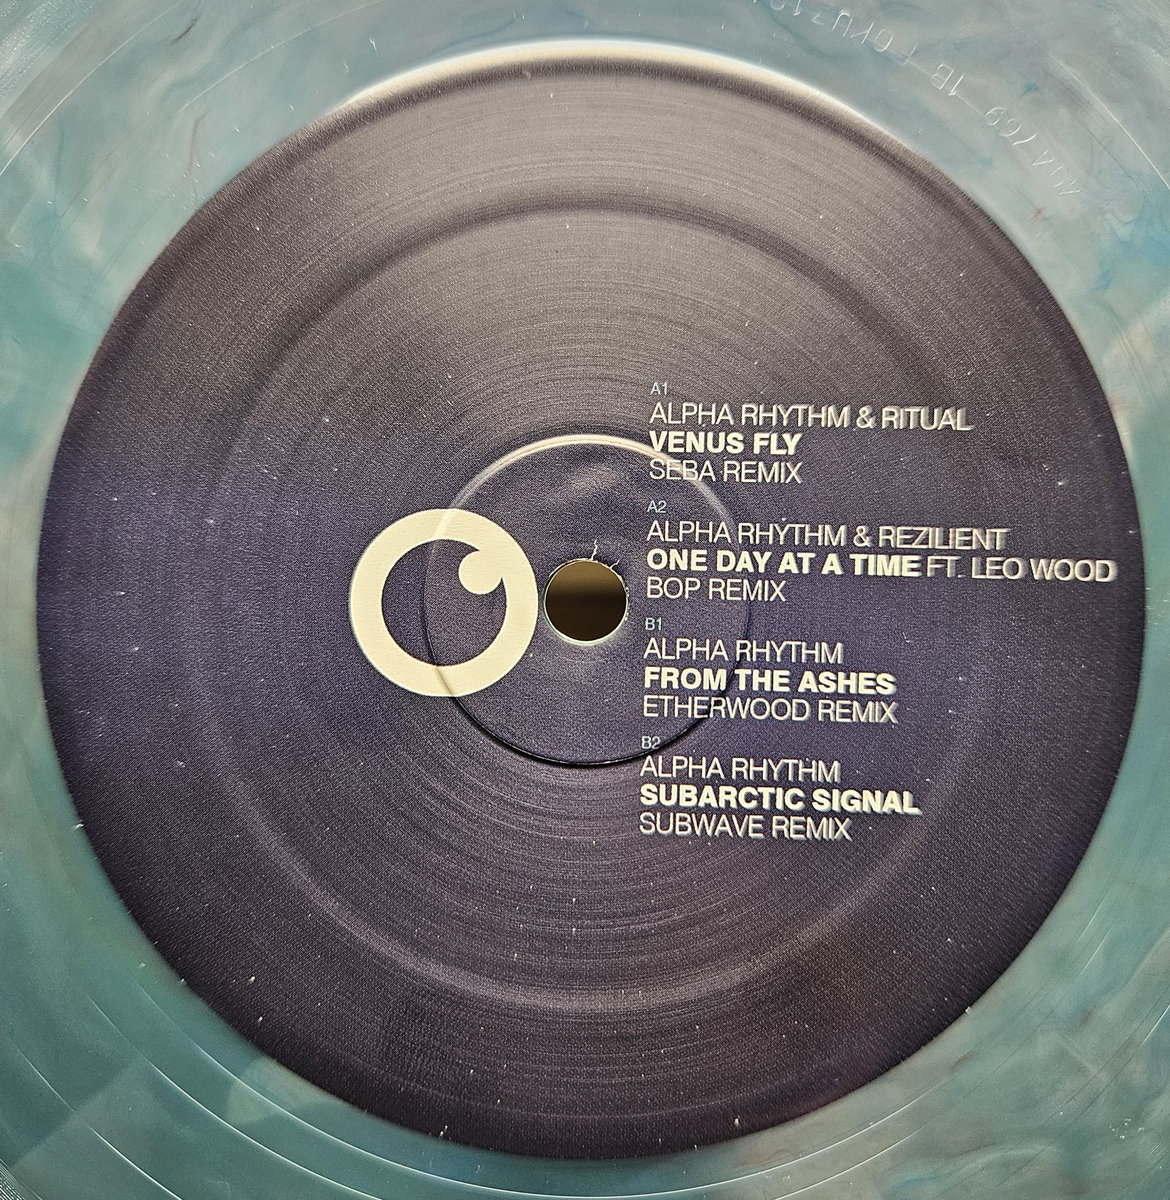 A1
ALPHA RHYTHM & RITUAL
VENUS FLY
SEBA REMIX
A2
ALPHA RHYTHM & REZILIENT
ONE DAY AT A TIME FT. LEO WOOD
BOP REMIX
B1
ALPHA RHYTHM
FROM THE ASHES
ETHERWOOD REMIX
B2
ALPHA RHYTHM
SUBARCTIC SIGNAL
SUBWAVE REMIX